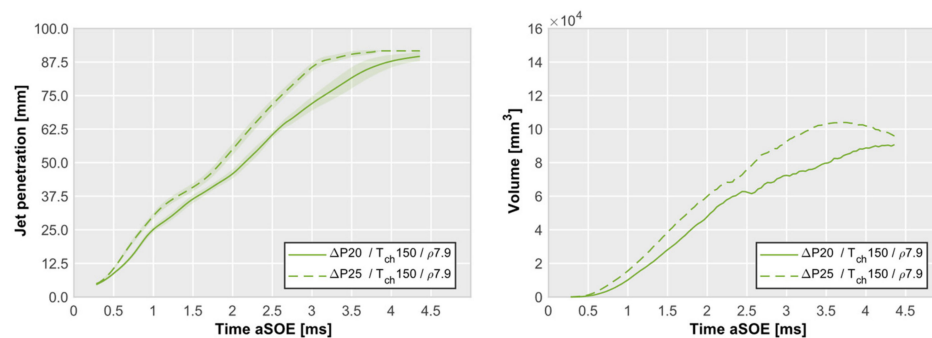 100.0
87.5
75.0
62.5
50.0
37.5
25.0
12.5
0.0
Jet penetration [mm]
0 0.5 1 1.5 2 2.5 3 3.5 4 4.5
Time aSOE [ms]
ΔP20 / Tch150 / ρ7.9
ΔP25 / Tch150 / ρ7.9
×10⁴
16
14
12
10
8
6
4
2
0
Volume [mm³]
0 0.5 1 1.5 2 2.5 3 3.5 4 4.5
Time aSOE [ms]
ΔP20 / Tch150 / ρ7.9
ΔP25 / Tch150 / ρ7.9